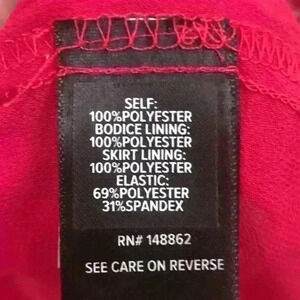 SELF:
100%POLYESTER
BODICE LINING:
100%POLYESTER
SKIRT LINING:
100%POLYESTER
ELASTIC:
69%POLYESTER
31%SPANDEX
RN# 148862
SEE CARE ON REVERSE